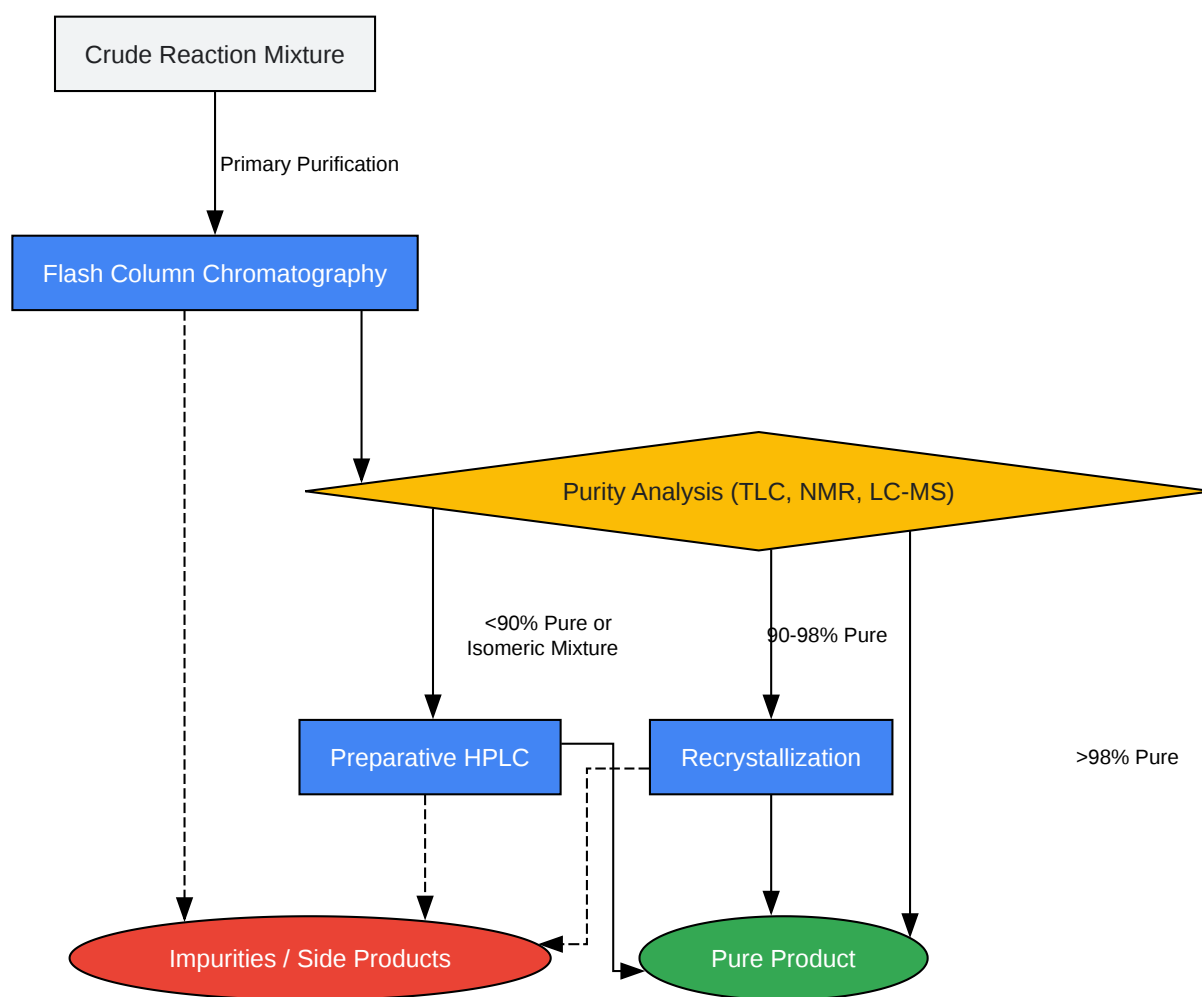 Crude Reaction Mixture
Primary Purification
Flash Column Chromatography
Purity Analysis (TLC, NMR, LC-MS)
<90% Pure or
Isomeric Mixture
90-98% Pure
Preparative HPLC
Recrystallization
>98% Pure
Impurities / Side Products
Pure Product